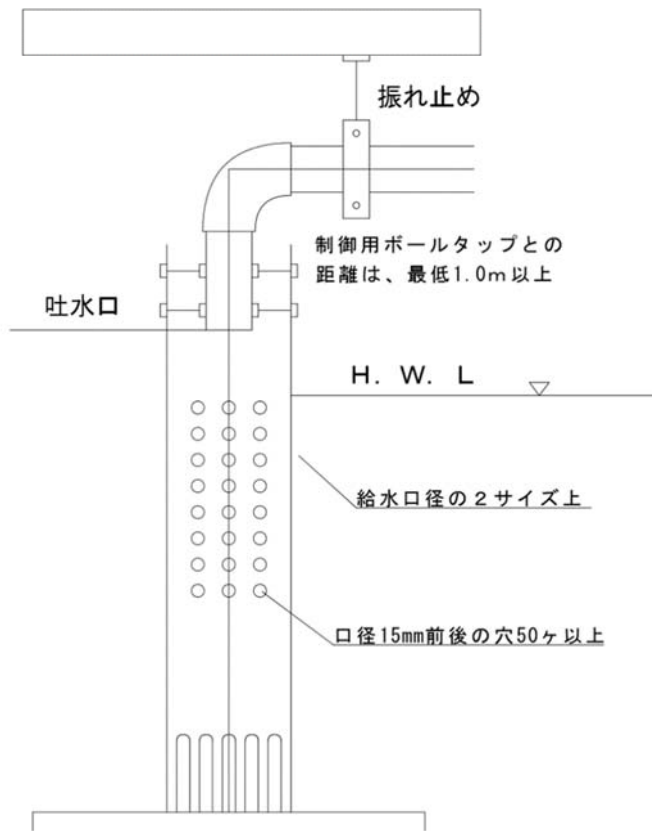 振れ止め
制御用ボールタップとの
距離は、最低1.0m以上
吐水口
H. W. L
給水口径の2サイズ上
口径15mm前後の穴50ヶ以上